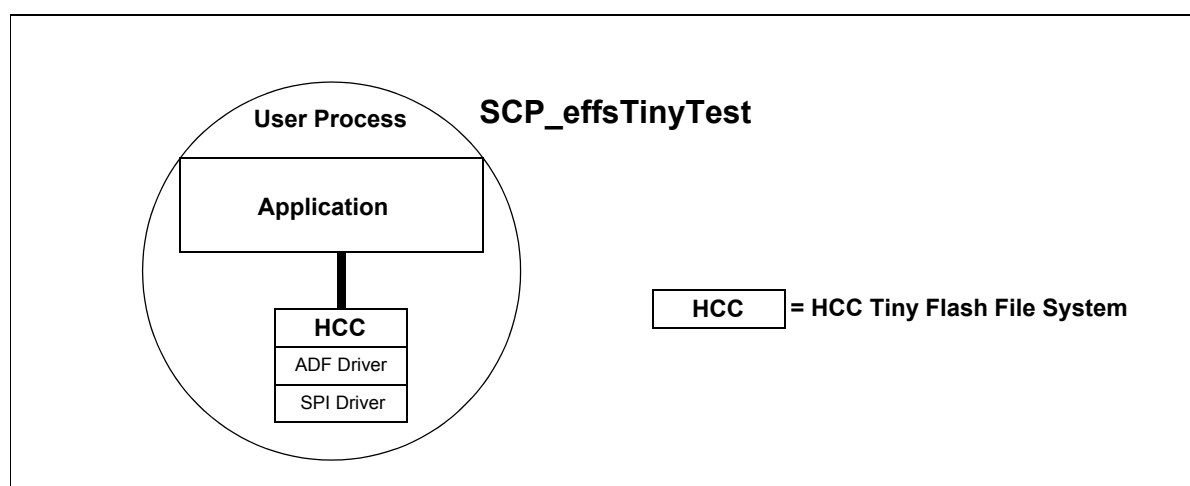 User Process
SCP_effsTinyTest
Application
HCC
ADF Driver
SPI Driver
HCC = HCC Tiny Flash File System